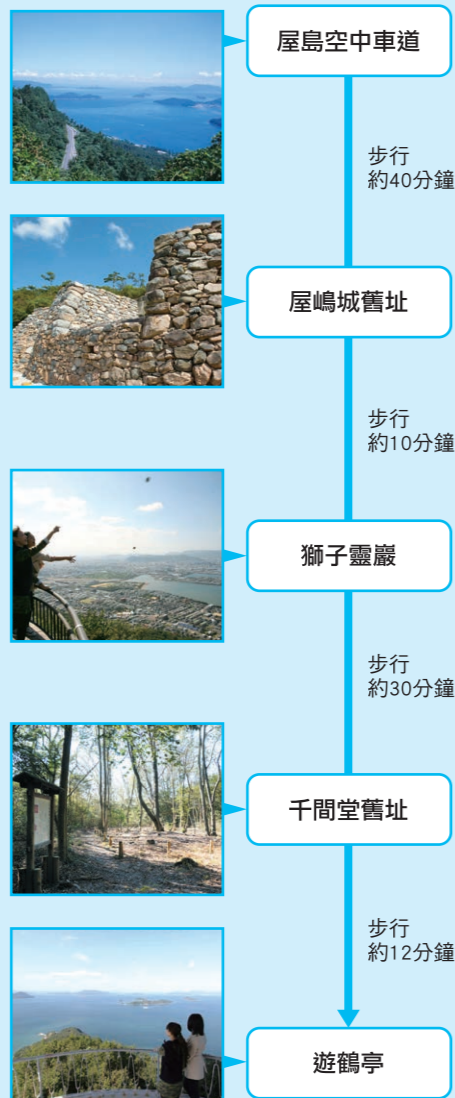 屋島空中車道
步行
約40分鐘
屋嶋城舊址
步行
約10分鐘
獅子靈巖
步行
約30分鐘
千間堂舊址
步行
約12分鐘
遊鶴亭